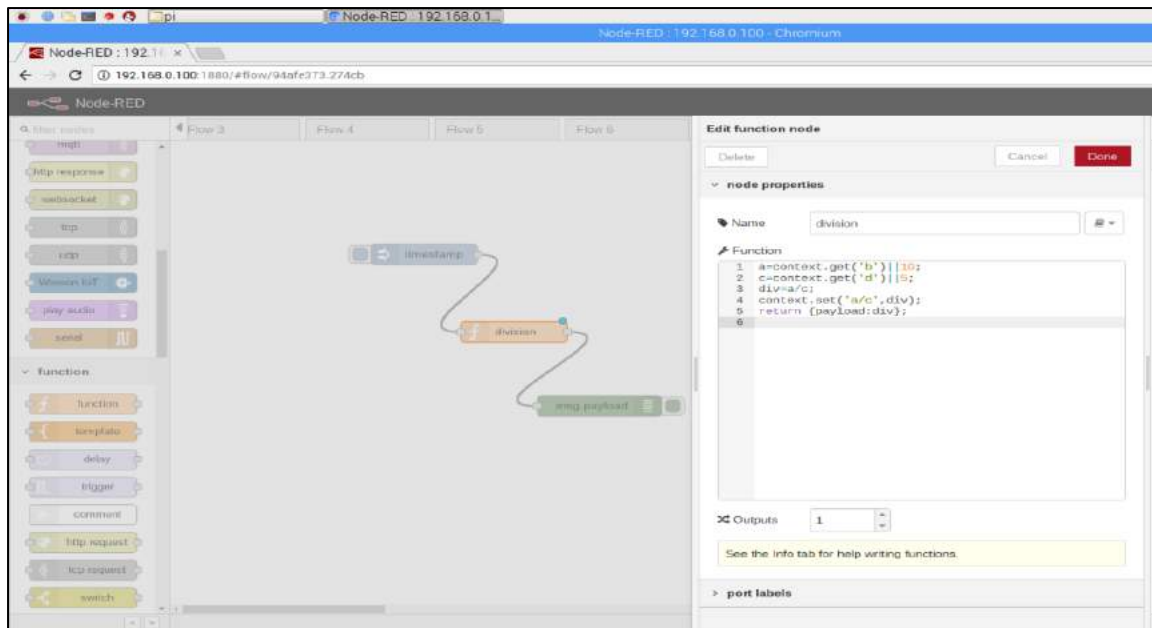 pi
Node-RED : 192.168.0.1...
Node-RED : 192.168.0.100 - Chromium
Node-RED : 192.1
192.168.0.100:1880/#flow/94afe373.274cb
Node-RED
filter nodes
Flow 3
Flow 4
Flow 5
Flow 6
mqtt
http response
websocket
tcp
udp
Watson IoT
play audio
serial
function
function
template
delay
trigger
comment
http request
tcp request
switch
timestamp
division
msg.payload
Edit function node
Delete
Cancel
Done
node properties
Name
division
Function
1 a=context.get('b')||10;
2 c=context.get('d')||5;
3 div=a/c;
4 context.set('a/c',div);
5 return {payload:div};
6
Outputs
1
See the Info tab for help writing functions.
port labels